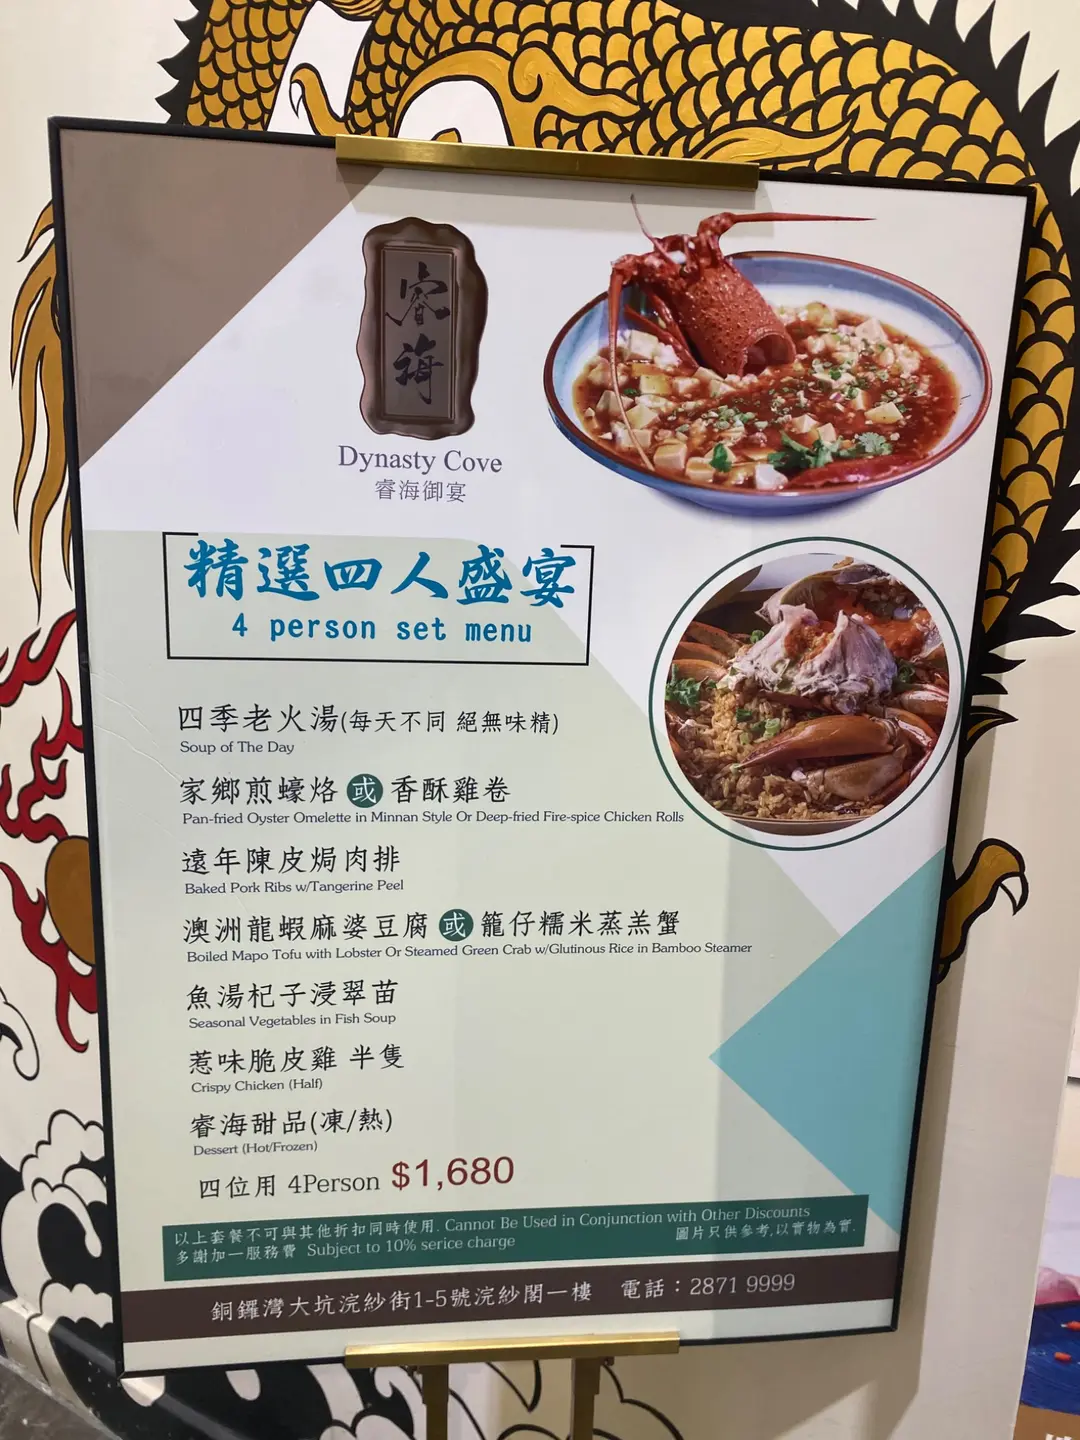 睿海
Dynasty Cove
睿海御宴
精選四人盛宴
4 person set menu
四季老火湯(每天不同 絕無味精)
Soup of The Day
家鄉煎蠔烙 或 香酥雞卷
Pan-fried Oyster Omelette in Minnan Style Or Deep-fried Fire-spice Chicken Rolls
遠年陳皮焗肉排
Baked Pork Ribs w/Tangerine Peel
澳洲龍蝦麻婆豆腐 或 籠仔糯米蒸羔蟹
Boiled Mapo Tofu with Lobster Or Steamed Green Crab w/Glutinous Rice in Bamboo Steamer
魚湯杞子浸翠苗
Seasonal Vegetables in Fish Soup
惹味脆皮雞 半隻
Crispy Chicken (Half)
睿海甜品(凍/熱)
Dessert (Hot/Frozen)
四位用 4Person $1,680
以上套餐不可與其他折扣同時使用. Cannot Be Used in Conjunction with Other Discounts
多謝加一服務費 Subject to 10% serice charge 圖片只供參考,以實物為實.
銅鑼灣大坑浣紗街1-5號浣紗閣一樓 電話：2871 9999